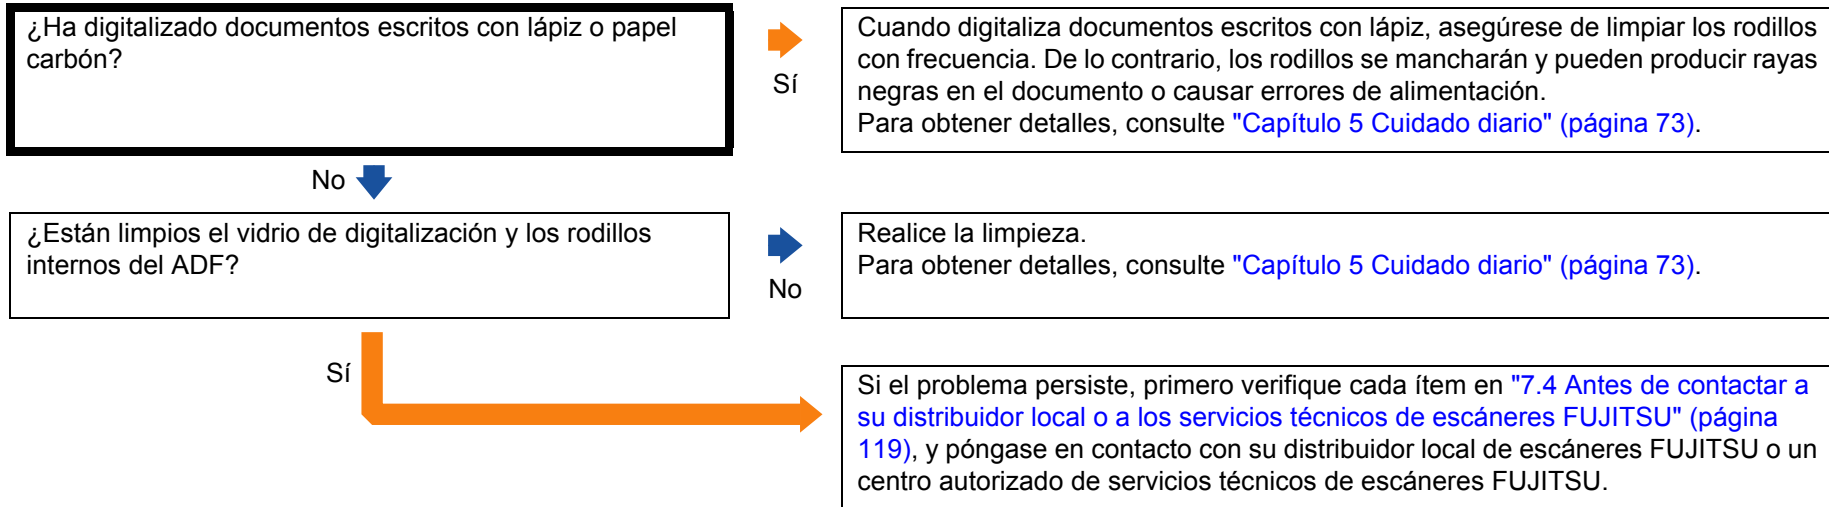 ¿Ha digitalizado documentos escritos con lápiz o papel
carbón?
Sí
Cuando digitaliza documentos escritos con lápiz, asegúrese de limpiar los rodillos
con frecuencia. De lo contrario, los rodillos se mancharán y pueden producir rayas
negras en el documento o causar errores de alimentación.
Para obtener detalles, consulte "Capítulo 5 Cuidado diario" (página 73).
No
¿Están limpios el vidrio de digitalización y los rodillos
internos del ADF?
No
Realice la limpieza.
Para obtener detalles, consulte "Capítulo 5 Cuidado diario" (página 73).
Sí
Si el problema persiste, primero verifique cada ítem en "7.4 Antes de contactar a
su distribuidor local o a los servicios técnicos de escáneres FUJITSU" (página
119), y póngase en contacto con su distribuidor local de escáneres FUJITSU o un
centro autorizado de servicios técnicos de escáneres FUJITSU.